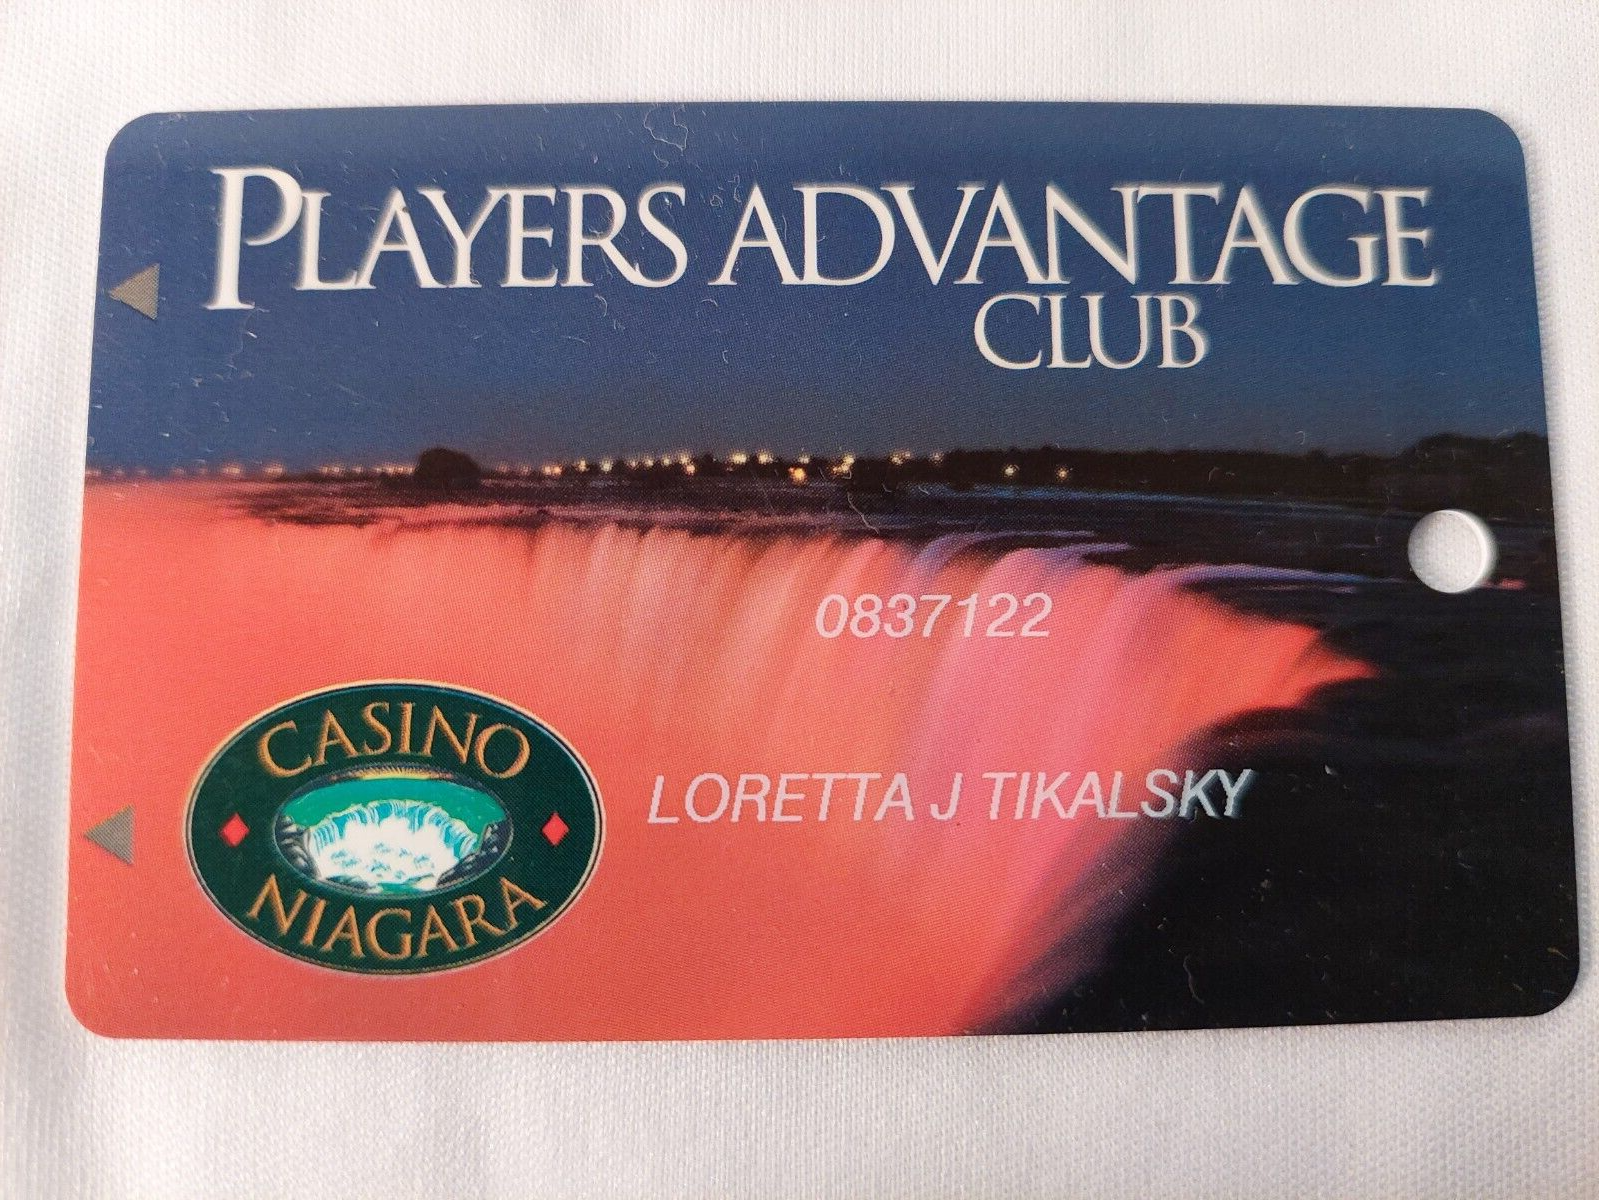 PLAYERS ADVANTAGE
CLUB
0837122
LORETTA J TIKALSKY
CASINO
NIAGARA